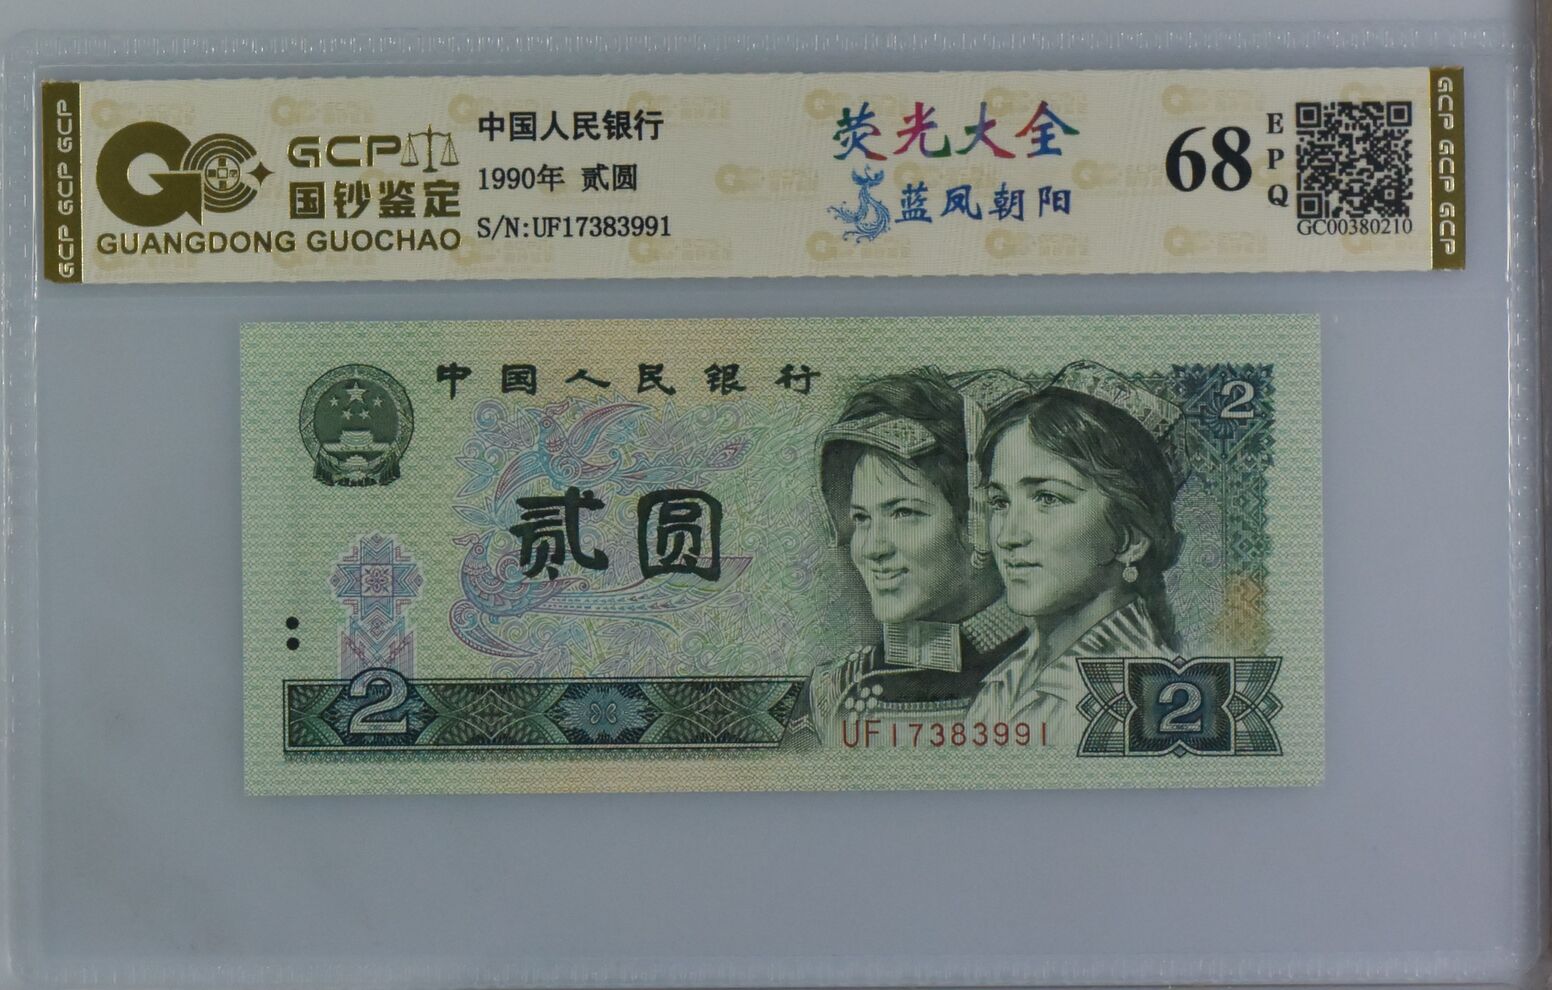 GCP GCP GCP
GCP
国钞鉴定
GUANGDONG GUOCHAO
中国人民银行
1990年 贰圆
S/N:UF17383991
荧光大全
蓝凤朝阳
68
EPQ
GC00380210
GCP GCP GCP
中国人民银行
2
贰圆
2
UF17383991
2